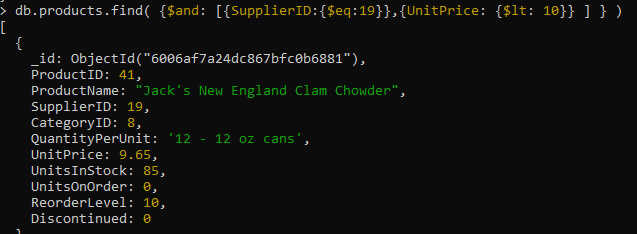 > db.products.find( {$and: [{SupplierID:{$eq:19}},{UnitPrice: {$lt: 10}} ] } )
[
  {
    _id: ObjectId("6006af7a24dc867bfc0b6881"),
    ProductID: 41,
    ProductName: "Jack's New England Clam Chowder",
    SupplierID: 19,
    CategoryID: 8,
    QuantityPerUnit: '12 - 12 oz cans',
    UnitPrice: 9.65,
    UnitsInStock: 85,
    UnitsOnOrder: 0,
    ReorderLevel: 10,
    Discontinued: 0
  }